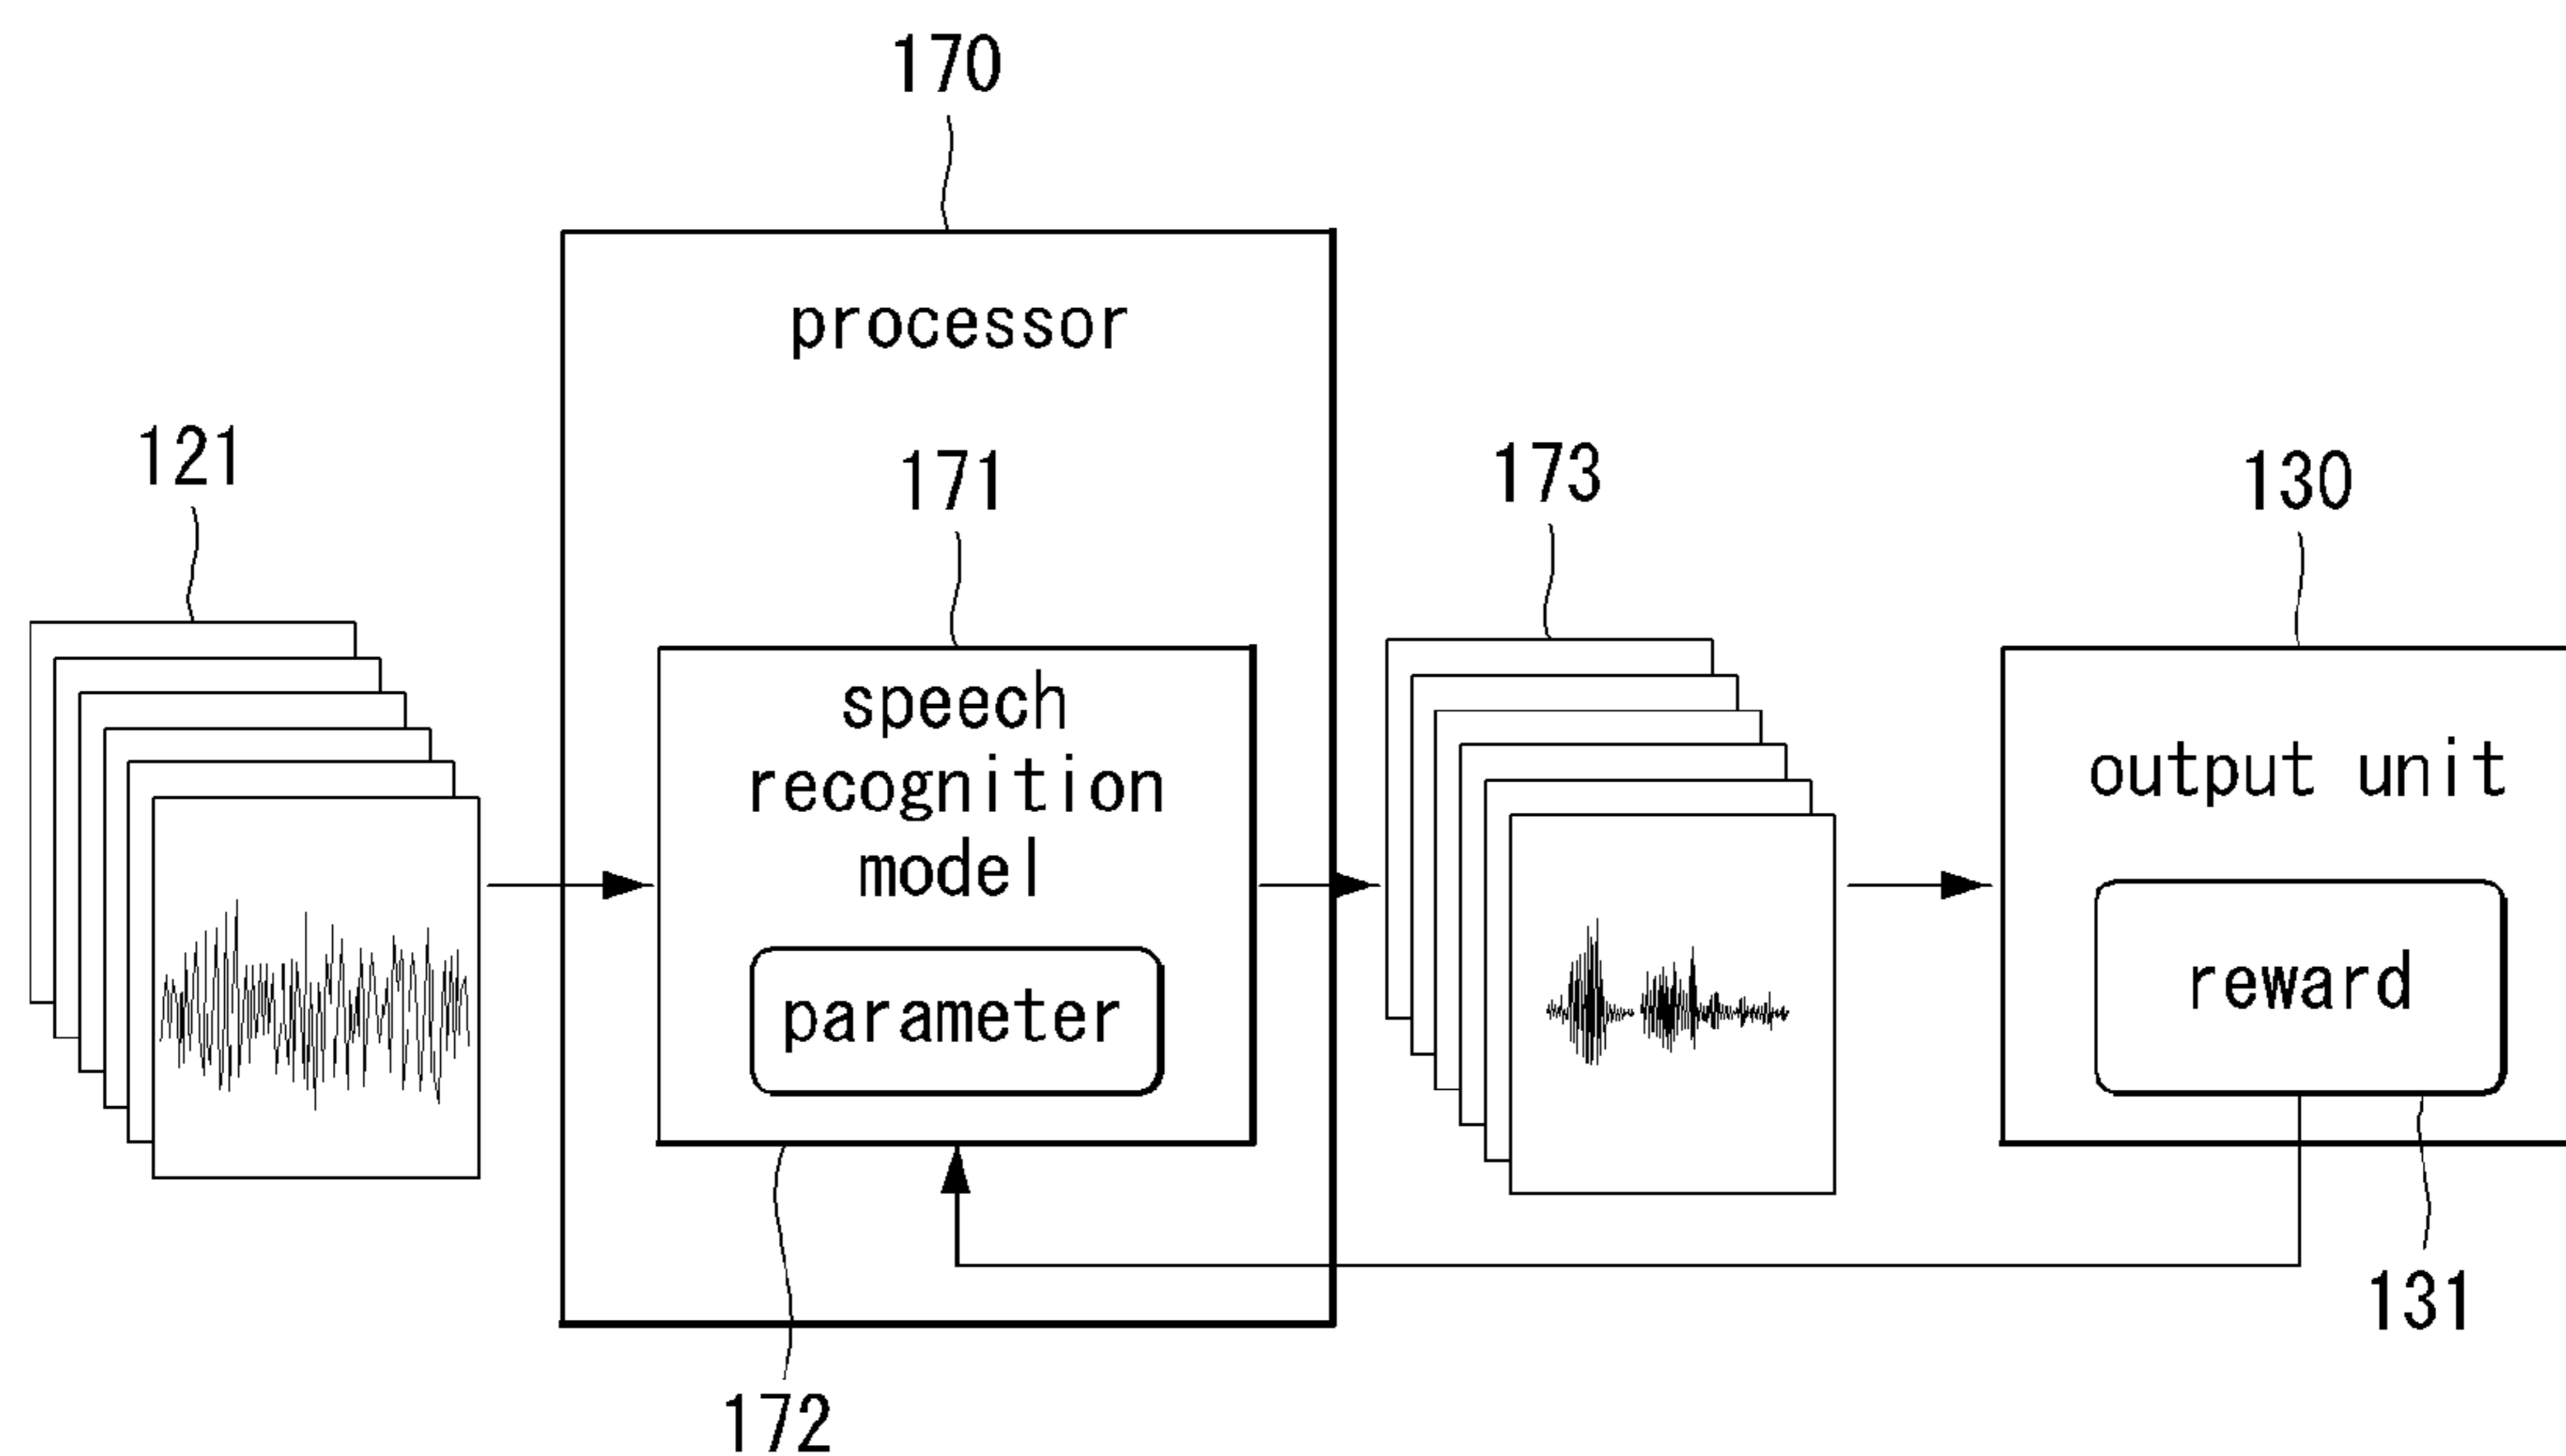 170
processor
121
171
173
130
speech
recognition
model
output unit
parameter
reward
131
172